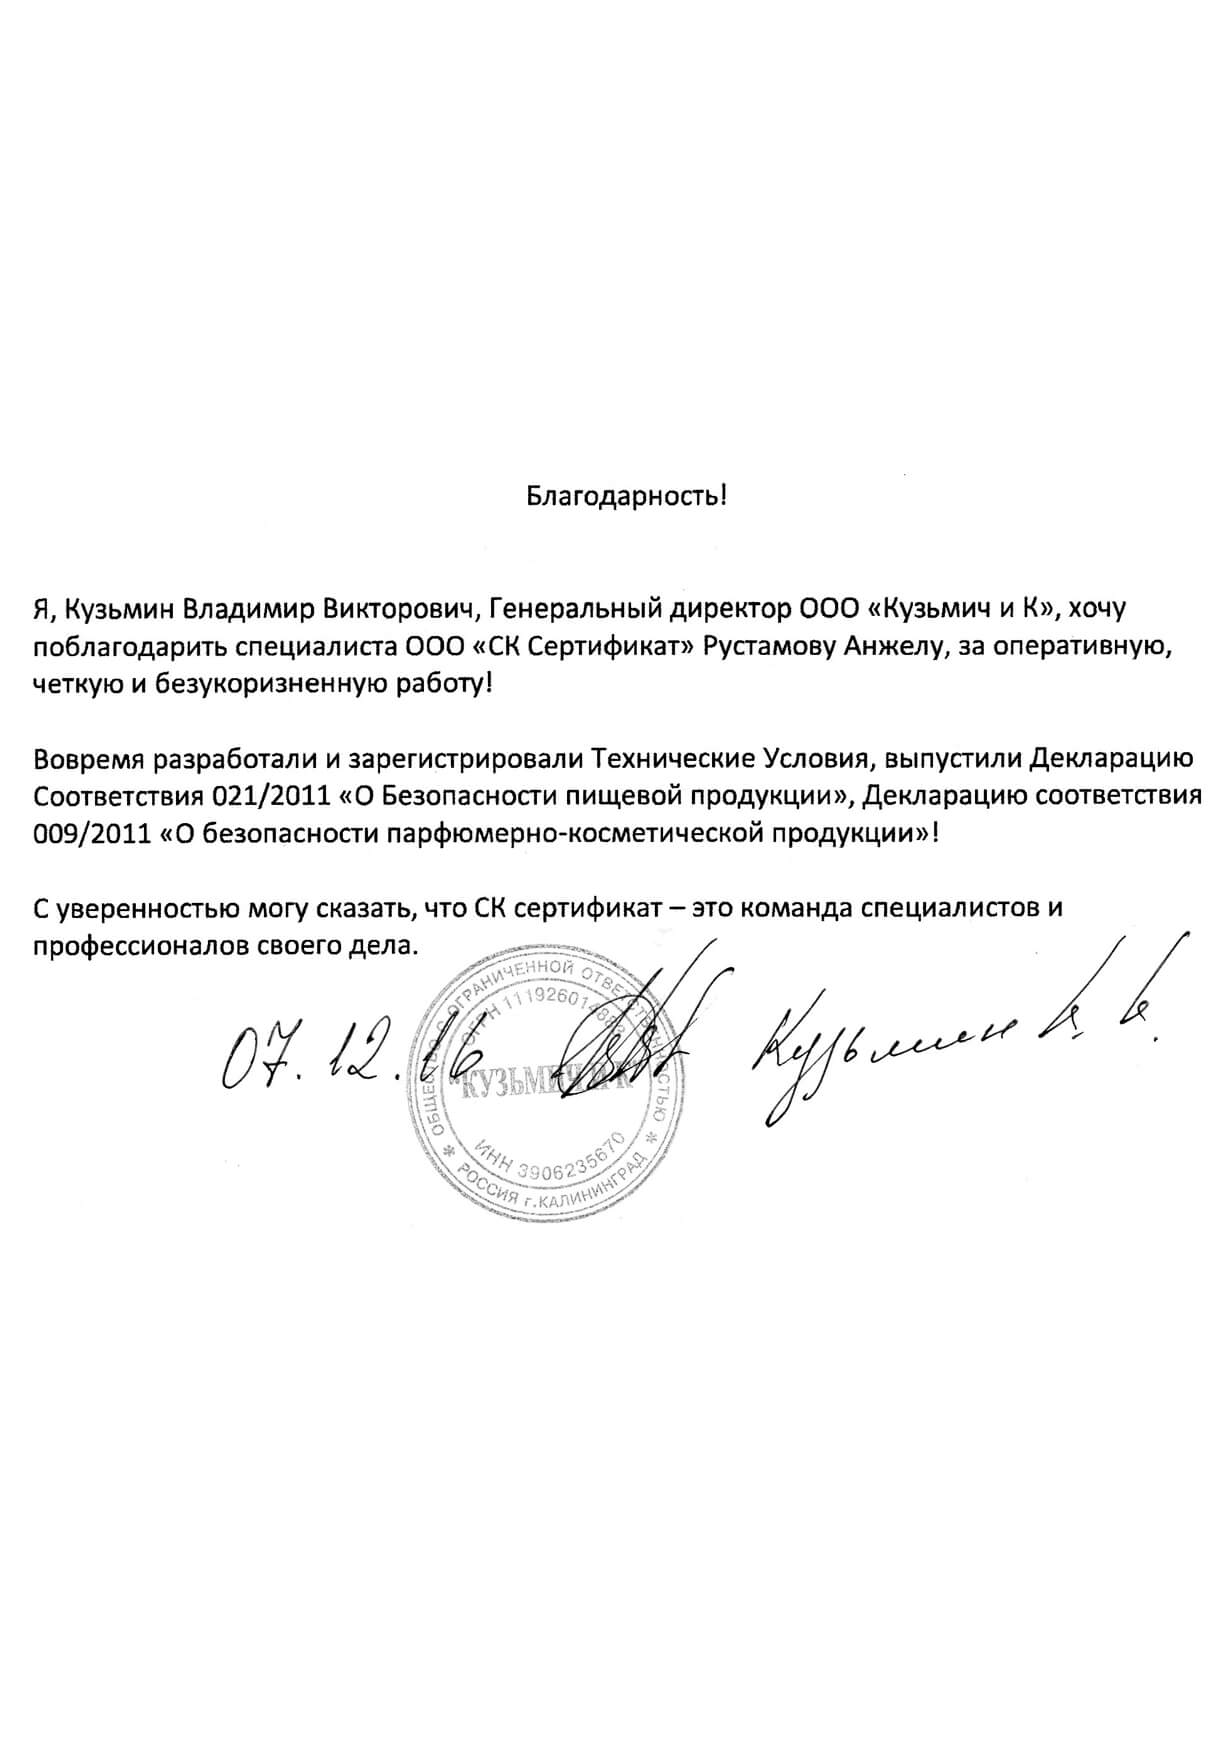 Благодарность!
Я, Кузьмин Владимир Викторович, Генеральный директор ООО «Кузьмич и К», хочу
поблагодарить специалиста ООО «СК Сертификат» Рустамову Анжелу, за оперативную,
четкую и безукоризненную работу!
Вовремя разработали и зарегистрировали Технические Условия, выпустили Декларацию
Соответствия 021/2011 «О Безопасности пищевой продукции», Декларацию соответствия
009/2011 «О безопасности парфюмерно-косметической продукции»!
С уверенностью могу сказать, что СК сертификат – это команда специалистов и
профессионалов своего дела.
07.12.16 Кузьмин В. В.
ОБЩЕСТВО С ОГРАНИЧЕННОЙ ОТВЕТСТВЕННОСТЬЮ
ОГРН
"КУЗЬМИЧ И К"
ИНН 3906235670
* РОССИЯ г.КАЛИНИНГРАД *